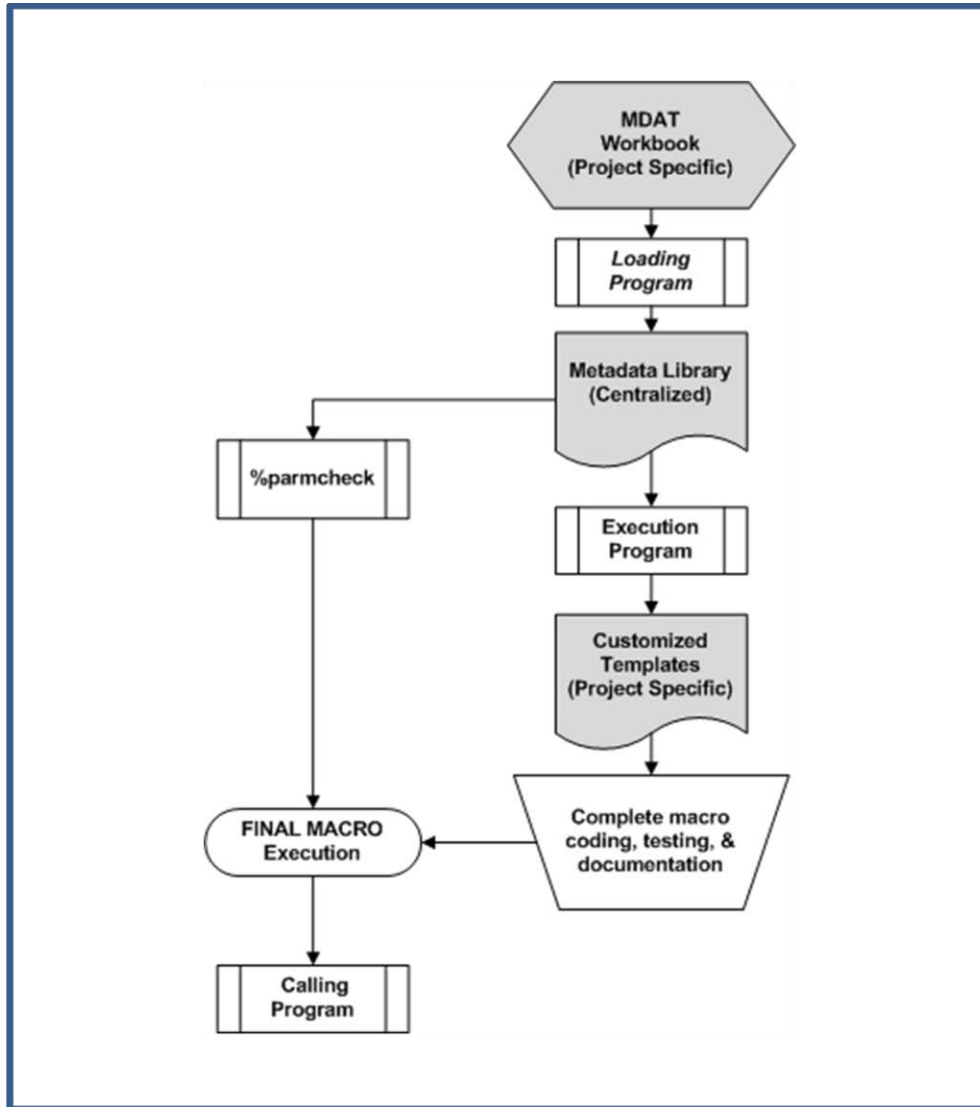 MDAT
Workbook
(Project Specific)
Loading
Program
Metadata Library
(Centralized)
%parmcheck
Execution
Program
Customized
Templates
(Project Specific)
Complete macro
coding, testing, &
documentation
FINAL MACRO
Execution
Calling
Program